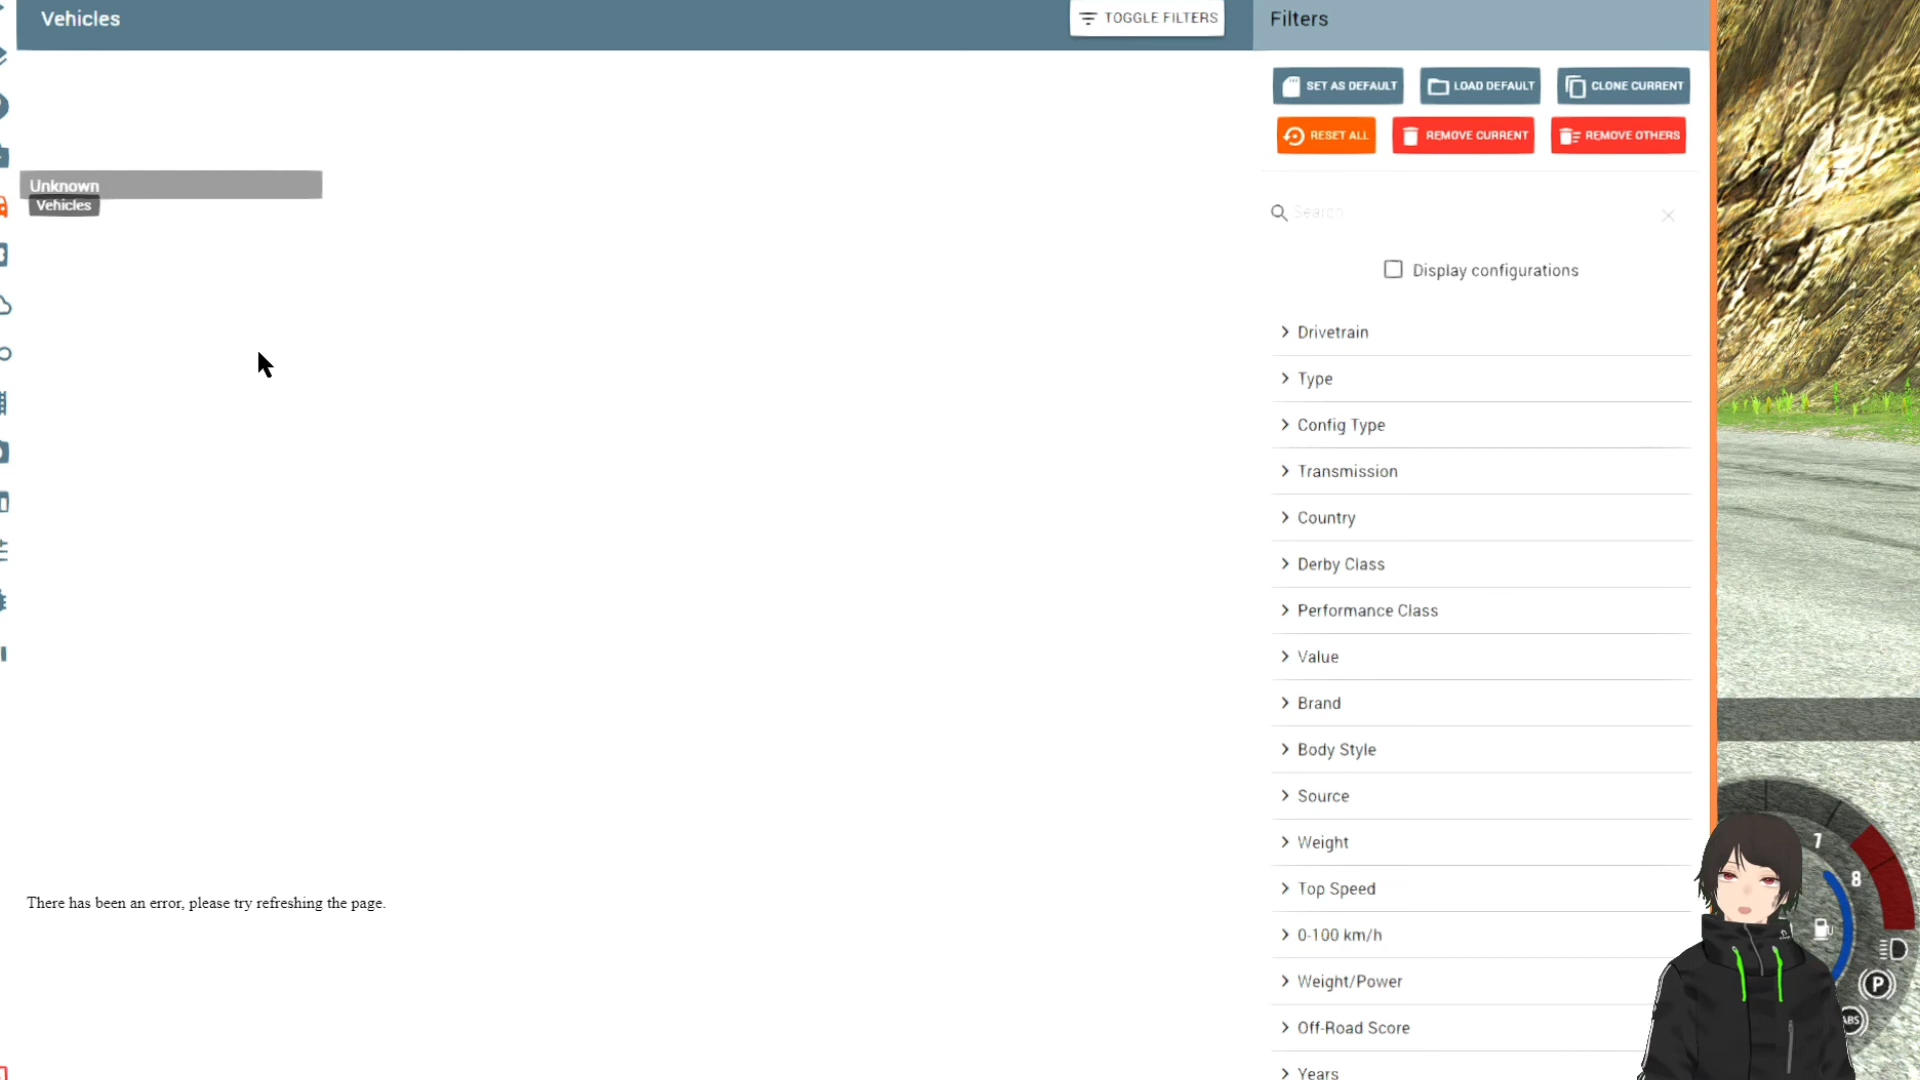 Vehicles
TOGGLE FILTERS
Filters
SET AS DEFAULT
LOAD DEFAULT
CLONE CURRENT
RESET ALL
REMOVE CURRENT
REMOVE OTHERS
Unknown
Vehicles
Search
Display configurations
Drivetrain
Type
Config Type
Transmission
Country
Derby Class
Performance Class
Value
Brand
Body Style
Source
Weight
Top Speed
0-100 km/h
Weight/Power
Off-Road Score
Years
There has been an error, please try refreshing the page.
7
8
P
ABS